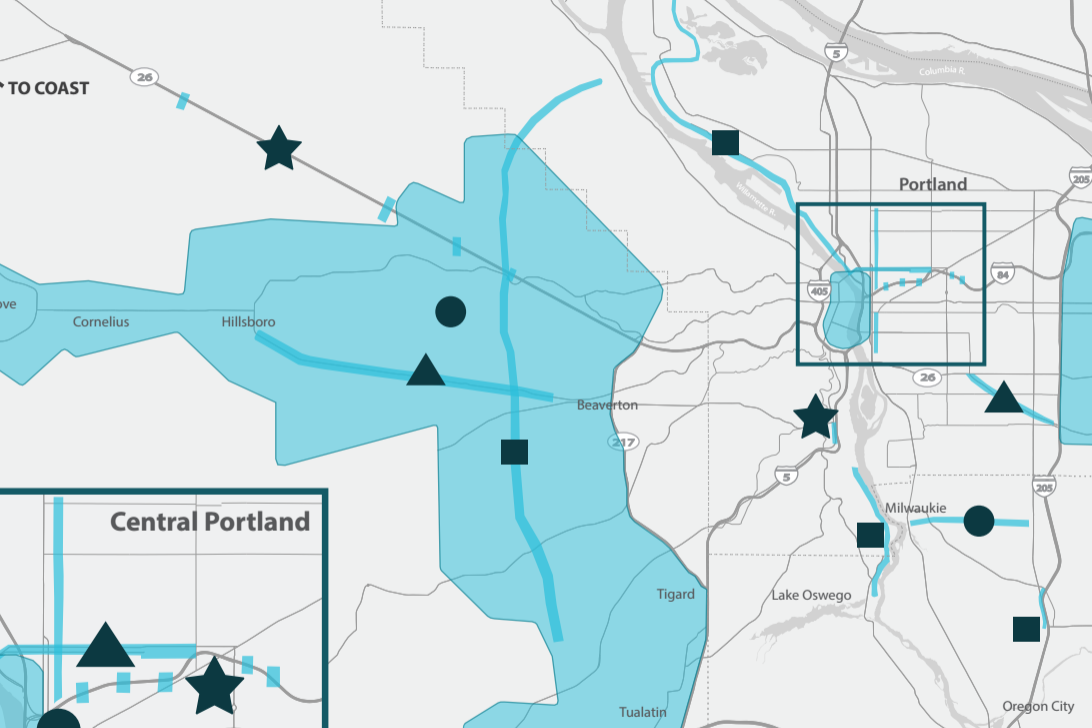 5
Columbia R.
26
TO COAST
205
Portland
Willamette R.
84
405
ove
Cornelius
Hillsboro
26
Beaverton
217
5
205
Milwaukie
Central Portland
Tigard
Lake Oswego
Oregon City
Tualatin